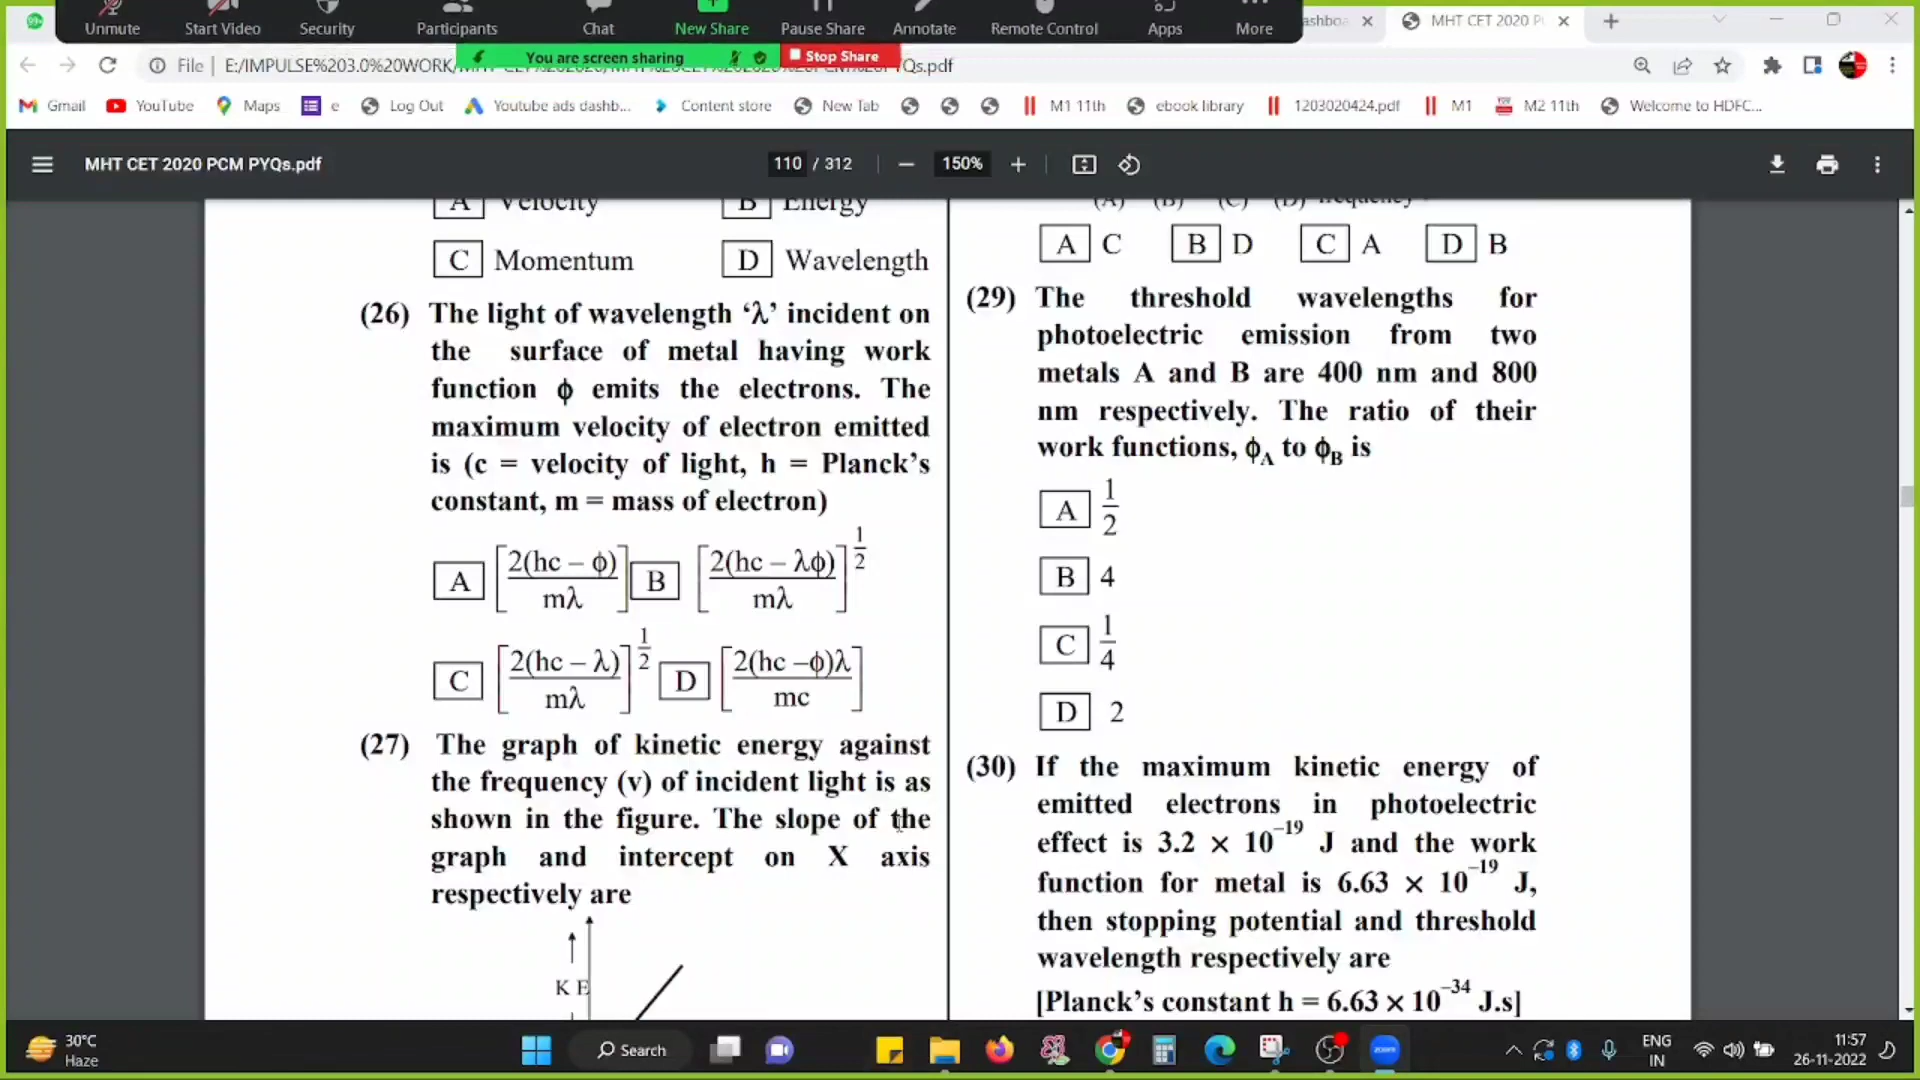 99+
Unmute
Start Video
Security
Participants
Chat
New Share
Pause Share
Annotate
Remote Control
Apps
More
MHT CET 2020
You are screen sharing
Stop Share
File | E:/IMPULSE%203.0%20WORK/
Qs.pdf
Gmail
YouTube
Maps
e
Log Out
Youtube ads dashb...
Content store
New Tab
M1 11th
ebook library
1203020424.pdf
M1
M2 11th
Welcome to HDFC...
MHT CET 2020 PCM PYQs.pdf
110 / 312
150%
A Velocity B Energy
C Momentum D Wavelength
(26) The light of wavelength ‘λ’ incident on
the surface of metal having work
function ϕ emits the electrons. The
maximum velocity of electron emitted
is (c = velocity of light, h = Planck’s
constant, m = mass of electron)
A [2(hc – ϕ)/mλ] B [2(hc – λϕ)/mλ]^1/2
C [2(hc – λ)/mλ]^1/2 D [2(hc –ϕ)λ/mc]
(27) The graph of kinetic energy against
the frequency (v) of incident light is as
shown in the figure. The slope of the
graph and intercept on X axis
respectively are
↑
K E
(A) (B) (C) (D) frequency
A C B D C A D B
(29) The threshold wavelengths for
photoelectric emission from two
metals A and B are 400 nm and 800
nm respectively. The ratio of their
work functions, ϕA to ϕB is
A 1/2
B 4
C 1/4
D 2
(30) If the maximum kinetic energy of
emitted electrons in photoelectric
effect is 3.2 × 10^–19 J and the work
function for metal is 6.63 × 10^–19 J,
then stopping potential and threshold
wavelength respectively are
[Planck’s constant h = 6.63 × 10^–34 J.s]
30°C
Haze
Search
zoom
ENG
IN
11:57
26-11-2022